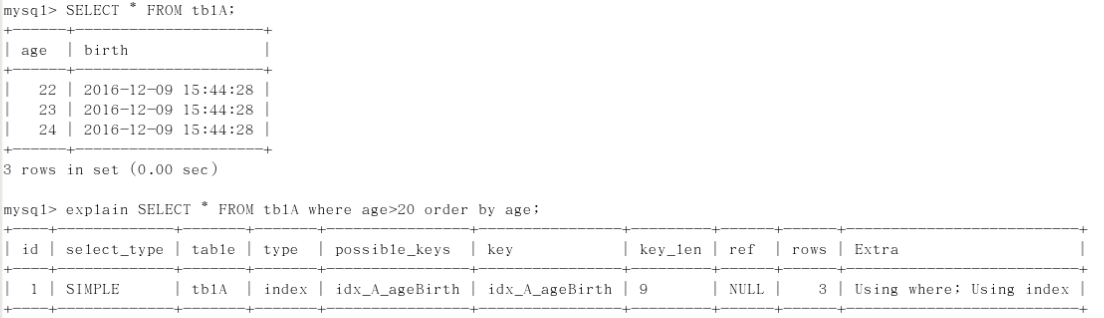 mysql> SELECT * FROM tblA;
+------+---------------------+
| age  | birth               |
+------+---------------------+
|   22 | 2016-12-09 15:44:28 |
|   23 | 2016-12-09 15:44:28 |
|   24 | 2016-12-09 15:44:28 |
+------+---------------------+
3 rows in set (0.00 sec)
mysql> explain SELECT * FROM tblA where age>20 order by age;
+----+-------------+-------+-------+----------------+----------------+---------+------+------+--------------------------+
| id | select_type | table | type  | possible_keys  | key            | key_len | ref  | rows | Extra                    |
+----+-------------+-------+-------+----------------+----------------+---------+------+------+--------------------------+
|  1 | SIMPLE      | tblA  | index | idx_A_ageBirth | idx_A_ageBirth | 9       | NULL |    3 | Using where; Using index |
+----+-------------+-------+-------+----------------+----------------+---------+------+------+--------------------------+